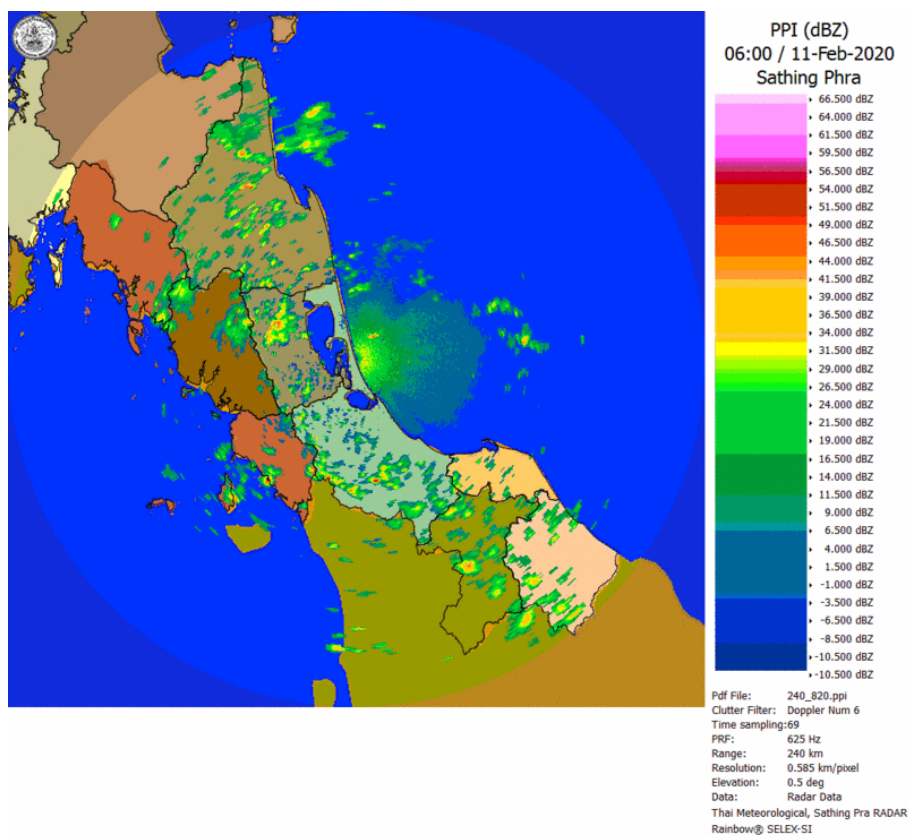 PPI (dBZ)
06:00 / 11-Feb-2020
Sathing Phra
66.500 dBZ
64.000 dBZ
61.500 dBZ
59.500 dBZ
56.500 dBZ
54.000 dBZ
51.500 dBZ
49.000 dBZ
46.500 dBZ
44.000 dBZ
41.500 dBZ
39.000 dBZ
36.500 dBZ
34.000 dBZ
31.500 dBZ
29.000 dBZ
26.500 dBZ
24.000 dBZ
19.000 dBZ
16.500 dBZ
11.500 dBZ
9.000 dBZ
6.500 dBZ
4.000 dBZ
1.500 dBZ
-1.000 dBZ
-3.500 dBZ
-6.500 dBZ
-8.500 dBZ
-10.500 dBZ
-10.500 dBZ
Pdf File: 240_820.ppi
Clutter Filter: Doppler Num 6
Time sampling:69
PRF: 625 Hz
Range: 240 km
Resolution: 0.585 km/pixel
Elevation: 0.5 deg
Data: Radar Data
Thai Meteorological, Sathing Pra RADAR
Rainbow® SELEX-SI